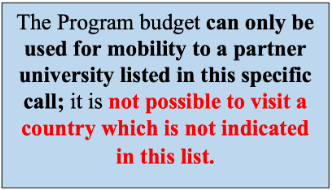 The Program budget can only be
used for mobility to a partner
university listed in this specific
call; it is not possible to visit a
country which is not indicated
in this list.